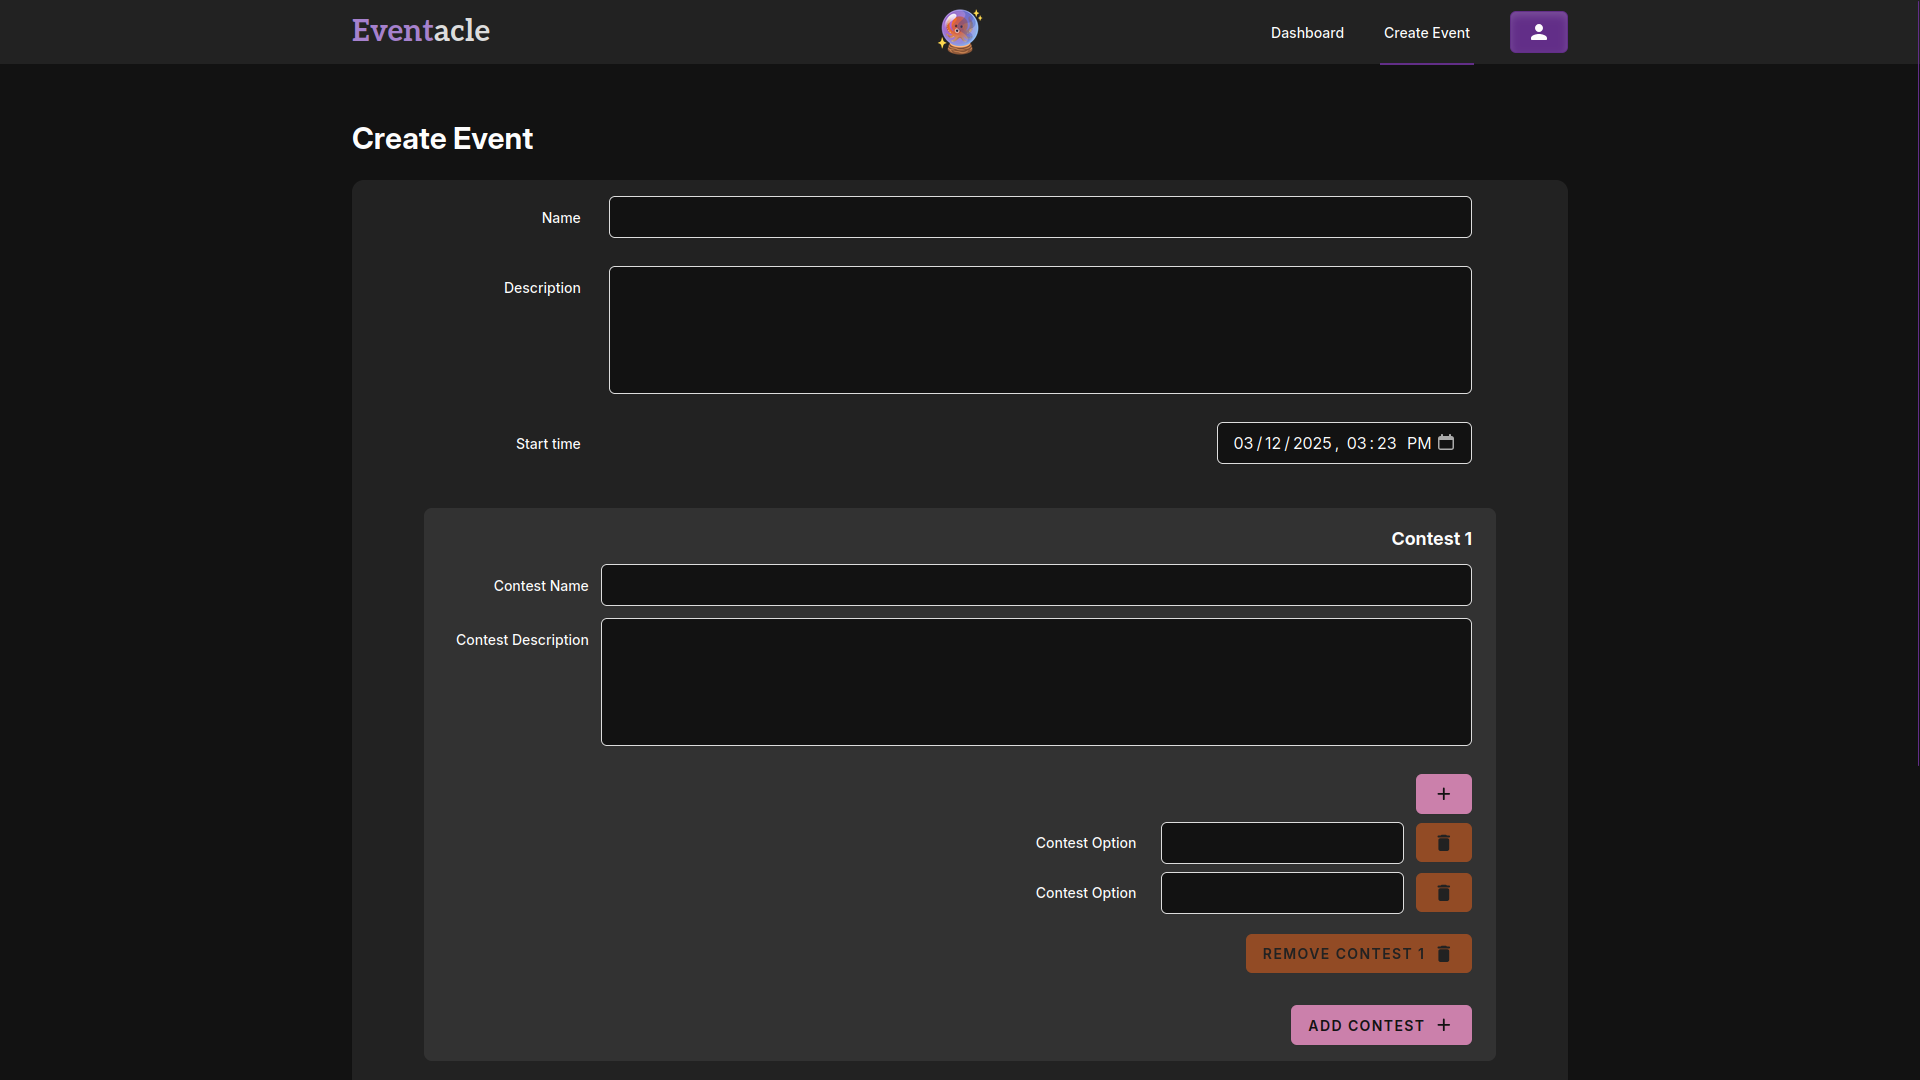 Eventacle
Dashboard
Create Event
Create Event
Name
Description
Start time
03/12/2025, 03:23 PM
Contest 1
Contest Name
Contest Description
Contest Option
Contest Option
REMOVE CONTEST 1
ADD CONTEST